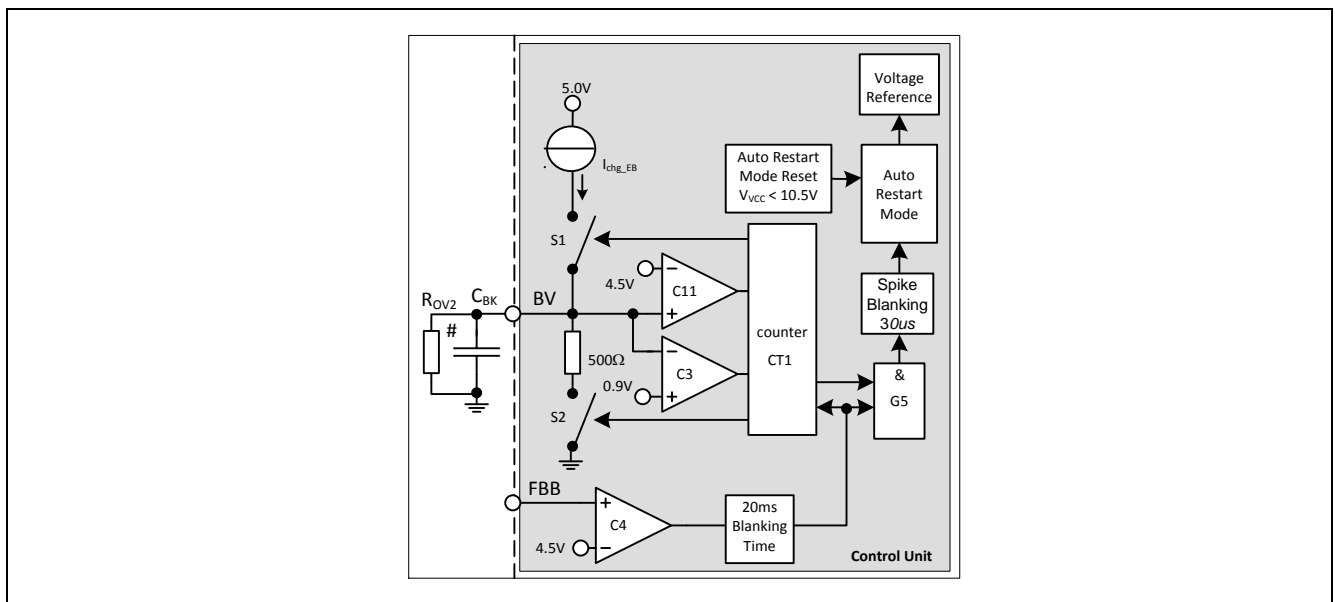 Voltage
Reference
5.0V
Ichg_EB
Auto Restart
Mode Reset
VVCC < 10.5V
Auto
Restart
Mode
S1
4.5V
C11
Spike
Blanking
30us
ROV2
CBK
BV
#
counter
CT1
500Ω
C3
0.9V
&
G5
S2
FBB
C4
20ms
Blanking
Time
4.5V
Control Unit